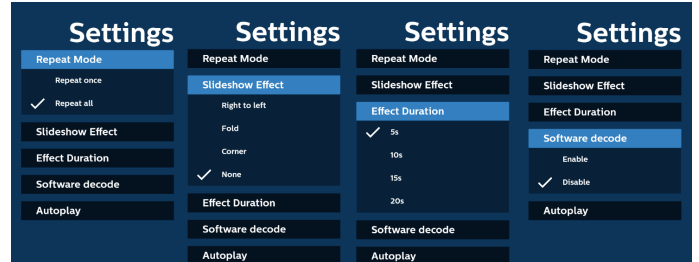 Settings
Repeat Mode
Repeat once
Repeat all
Slideshow Effect
Effect Duration
Software decode
Autoplay
Settings
Repeat Mode
Slideshow Effect
Right to left
Fold
Corner
None
Effect Duration
Software decode
Autoplay
Settings
Repeat Mode
Slideshow Effect
Effect Duration
5s
10s
15s
20s
Software decode
Autoplay
Settings
Repeat Mode
Slideshow Effect
Effect Duration
Software decode
Enable
Disable
Autoplay